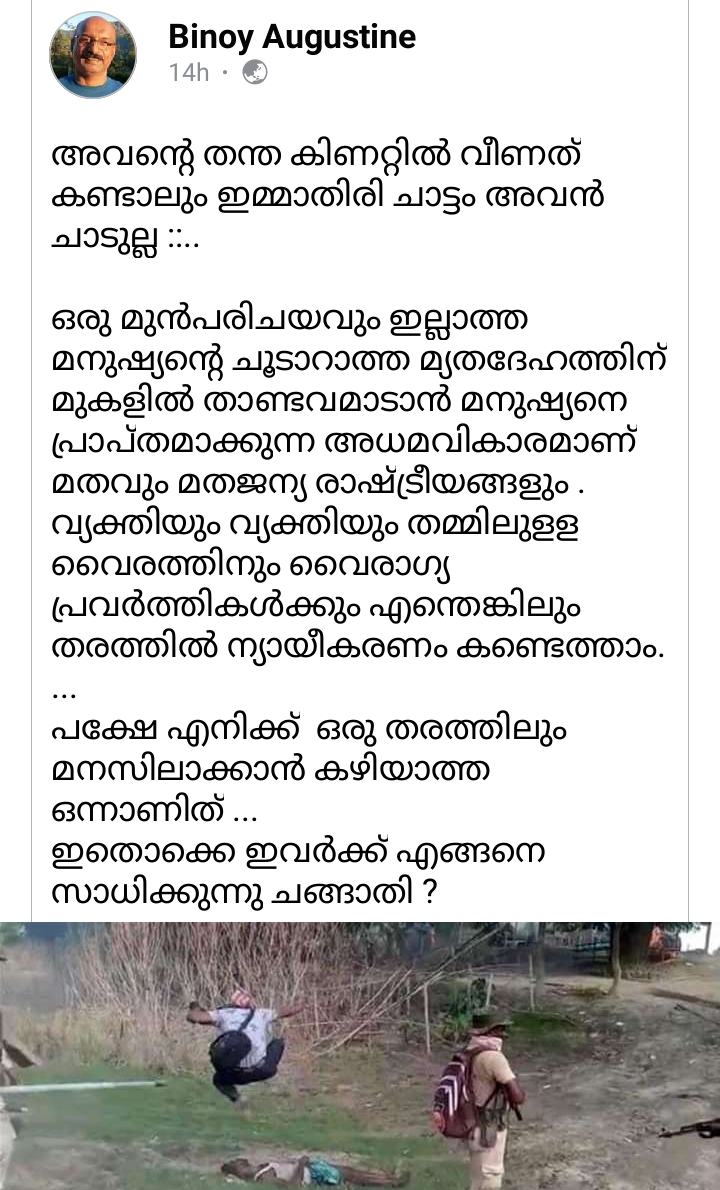 Binoy Augustine
14h ·
അവന്റെ തന്ത കിണറ്റിൽ വീണത്
കണ്ടാലും ഇമ്മാതിരി ചാട്ടം അവൻ
ചാടുല്ല ::..
ഒരു മുൻപരിചയവും ഇല്ലാത്ത
മനുഷ്യന്റെ ചൂടാറാത്ത മ്യതദേഹത്തിന്
മുകളിൽ താണ്ടവമാടാൻ മനുഷ്യനെ
പ്രാപ്തമാക്കുന്ന അധമവികാരമാണ്
മതവും മതജന്യ രാഷ്ട്രീയങ്ങളും .
വ്യക്തിയും വ്യക്തിയും തമ്മിലുളള
വൈരത്തിനും വൈരാഗ്യ
പ്രവർത്തികൾക്കും എന്തെങ്കിലും
തരത്തിൽ ന്യായീകരണം കണ്ടെത്താം.
...
പക്ഷേ എനിക്ക് ഒരു തരത്തിലും
മനസിലാക്കാൻ കഴിയാത്ത
ഒന്നാണിത് ...
ഇതൊക്കെ ഇവർക്ക് എങ്ങനെ
സാധിക്കുന്നു ചങ്ങാതി ?